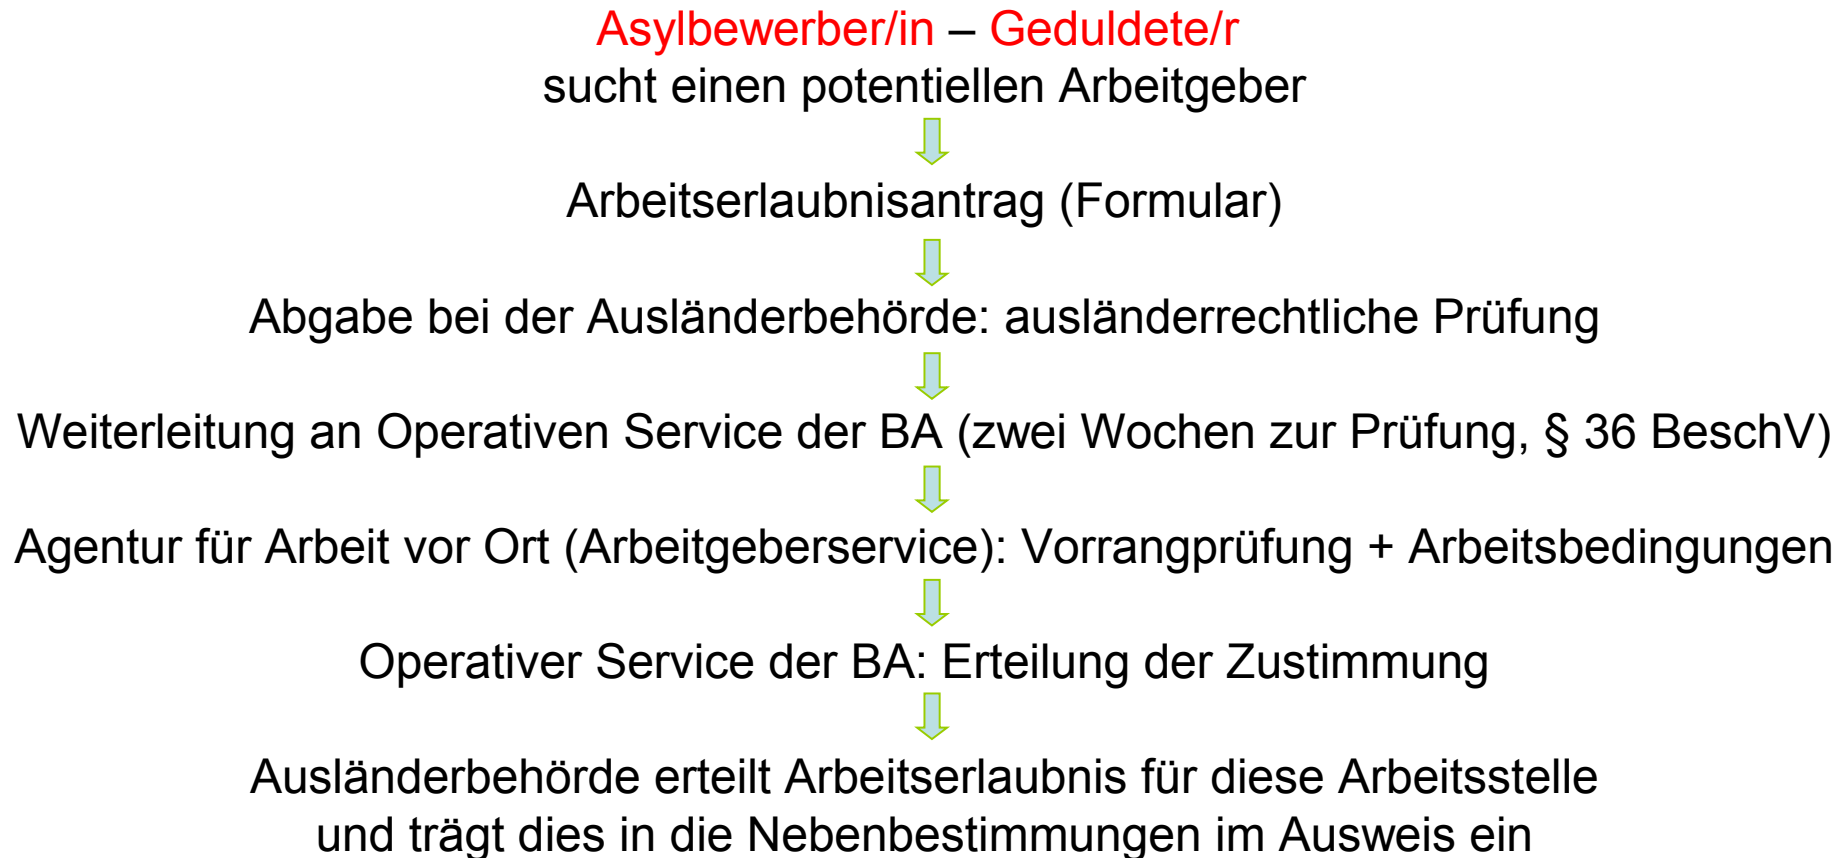 Asylbewerber/in – Geduldete/r
sucht einen potentiellen Arbeitgeber
Arbeitserlaubnisantrag (Formular)
Abgabe bei der Ausländerbehörde: ausländerrechtliche Prüfung
Weiterleitung an Operativen Service der BA (zwei Wochen zur Prüfung, § 36 BeschV)
Agentur für Arbeit vor Ort (Arbeitgeberservice): Vorrangprüfung + Arbeitsbedingungen
Operativer Service der BA: Erteilung der Zustimmung
Ausländerbehörde erteilt Arbeitserlaubnis für diese Arbeitsstelle
und trägt dies in die Nebenbestimmungen im Ausweis ein